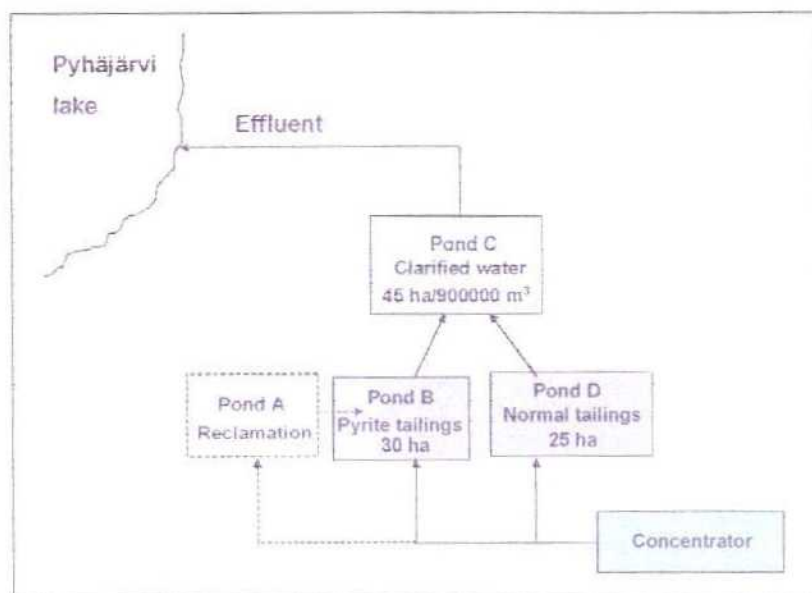 Pyhäjärvi
lake
Effluent
Pond C
Clarified water
45 ha/900000 m³
Pond A
Reclamation
Pond B
Pyrite tailings
30 ha
Pond D
Normal tailings
25 ha
Concentrator